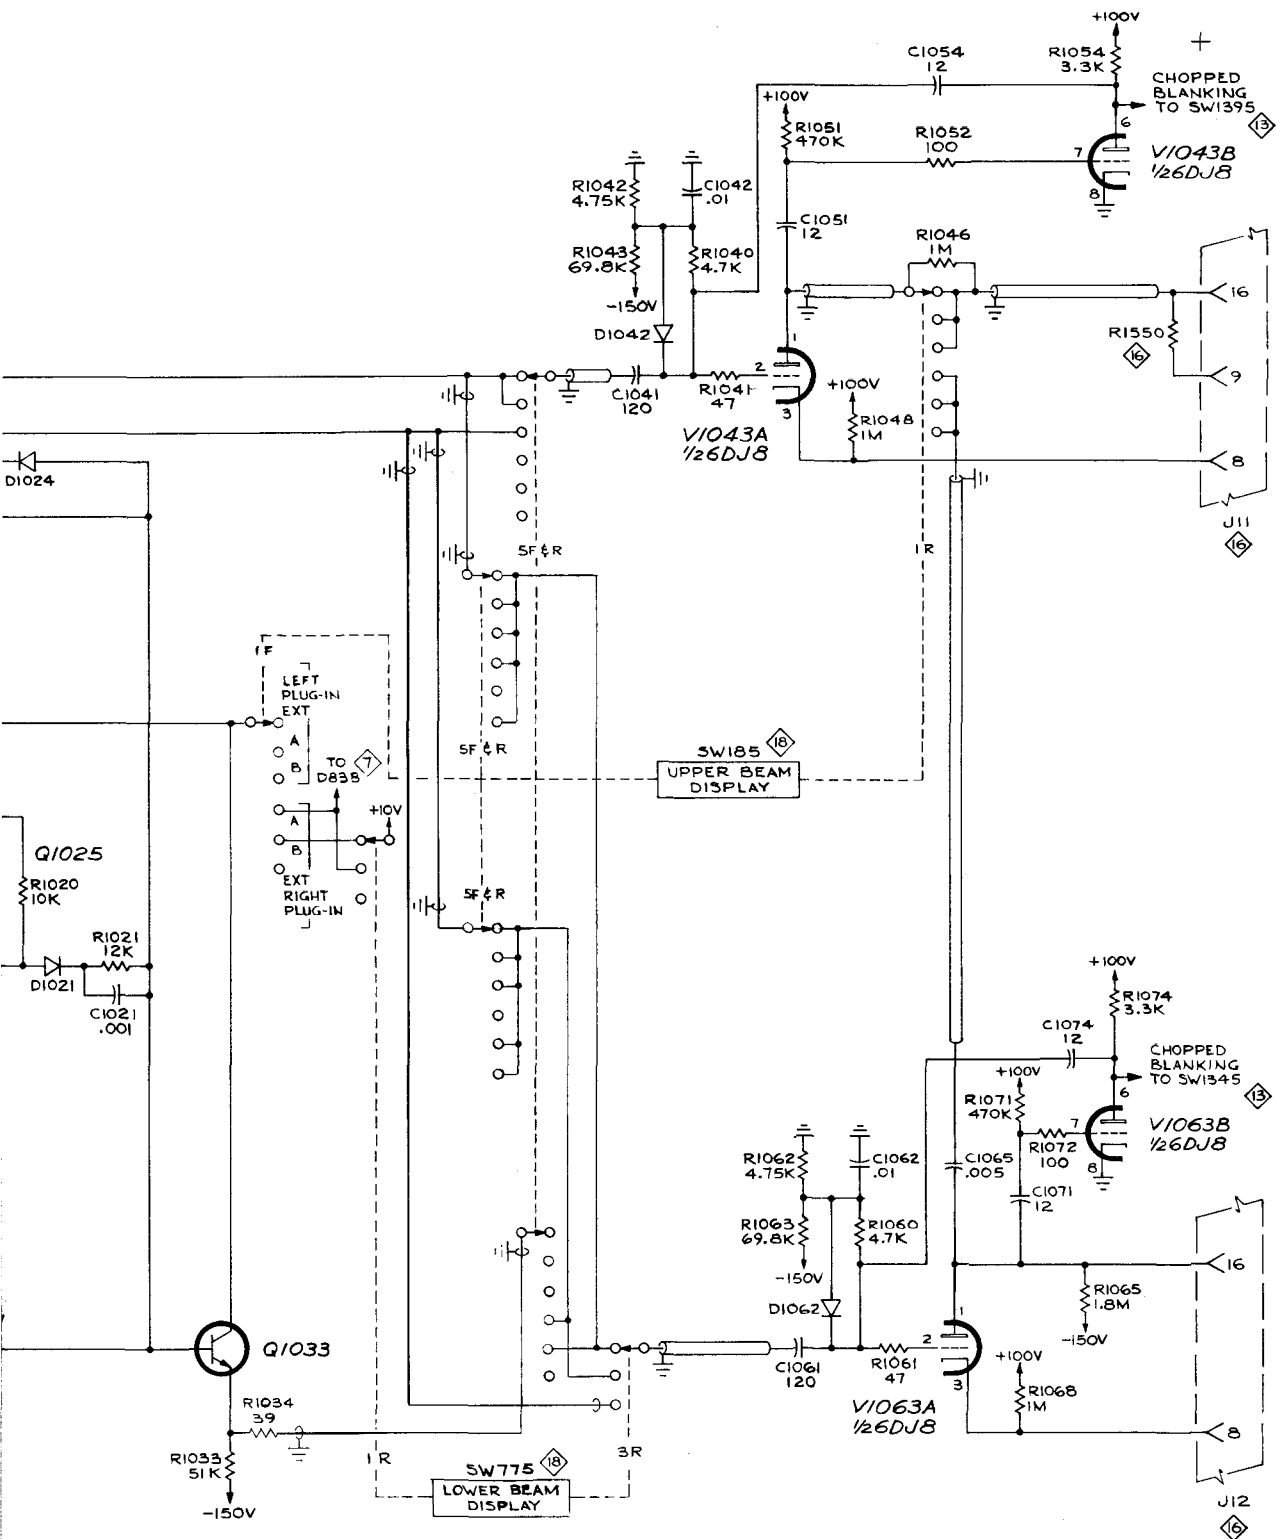 +100V
C1054
12
R1054
3.3K
CHOPPED
BLANKING
TO SW1395
13
+100V
R1051
470K
R1052
100
6
7
8
V1043B
1/26DJ8
R1042
4.75K
C1042
.01
C1051
12
R1046
1M
R1043
69.8K
R1040
4.7K
-150V
D1042
16
R1550
16
9
1
2
3
C1041
120
R1041
47
+100V
R1048
1M
V1043A
1/26DJ8
8
D1024
J11
16
5F & R
1R
1F
LEFT
PLUG-IN
EXT
A
B
TO
D838
7
5F & R
SW185
18
UPPER BEAM
DISPLAY
A
B
+10V
EXT
RIGHT
PLUG-IN
Q1025
R1020
10K
5F & R
R1021
12K
D1021
C1021
.001
+100V
R1074
3.3K
C1074
12
CHOPPED
BLANKING
TO SW1345
13
+100V
R1071
470K
6
7
8
R1072
100
V1063B
1/26DJ8
R1062
4.75K
C1062
.01
C1065
.005
C1071
12
R1063
69.8K
R1060
4.7K
-150V
16
D1062
R1065
1.8M
-150V
1
2
3
Q1033
C1061
120
R1061
47
+100V
R1068
1M
V1063A
1/26DJ8
8
R1034
39
R1033
51K
-150V
1R
3R
SW775
18
LOWER BEAM
DISPLAY
J12
16